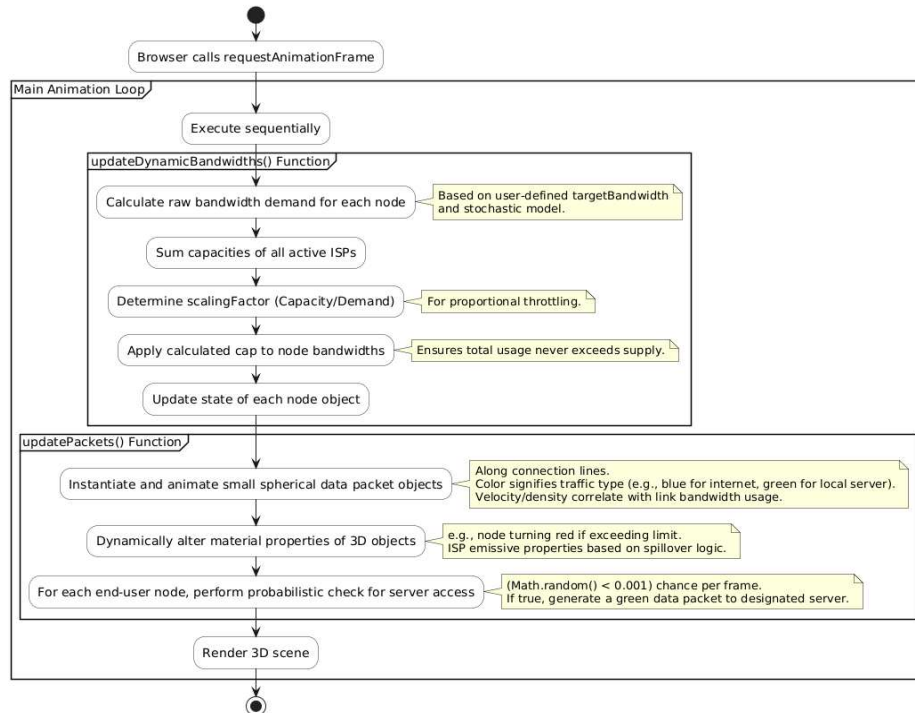 Browser calls requestAnimationFrame
Main Animation Loop
Execute sequentially
updateDynamicBandwidths() Function
Calculate raw bandwidth demand for each node
Based on user-defined targetBandwidth
and stochastic model.
Sum capacities of all active ISPs
Determine scalingFactor (Capacity/Demand)
For proportional throttling.
Apply calculated cap to node bandwidths
Ensures total usage never exceeds supply.
Update state of each node object
updatePackets() Function
Instantiate and animate small spherical data packet objects
Along connection lines.
Color signifies traffic type (e.g., blue for internet, green for local server).
Velocity/density correlate with link bandwidth usage.
Dynamically alter material properties of 3D objects
e.g., node turning red if exceeding limit.
ISP emissive properties based on spillover logic.
For each end-user node, perform probabilistic check for server access
(Math.random() < 0.001) chance per frame.
If true, generate a green data packet to designated server.
Render 3D scene